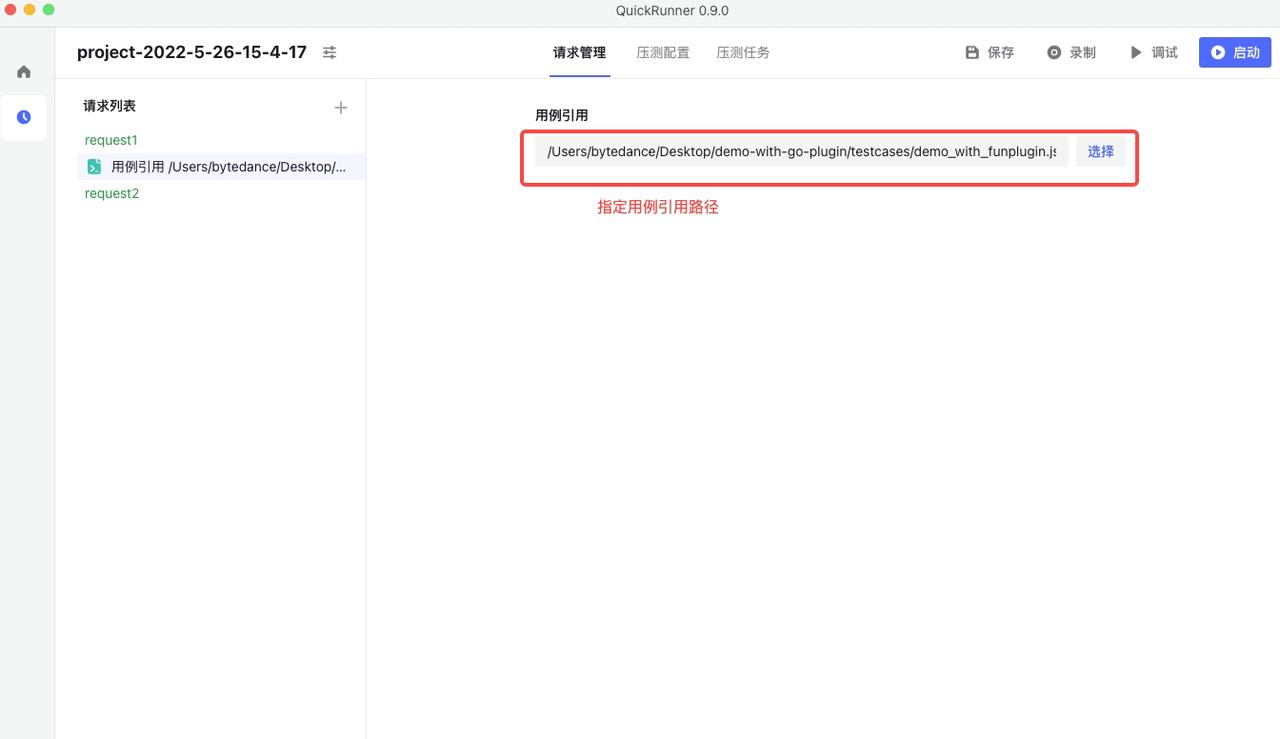 QuickRunner 0.9.0
project-2022-5-26-15-4-17
请求管理 压测配置 压测任务
保存 录制 调试 启动
请求列表
request1
用例引用 /Users/bytedance/Desktop/...
request2
用例引用
/Users/bytedance/Desktop/demo-with-go-plugin/testcases/demo_with_funplugin.js
选择
指定用例引用路径